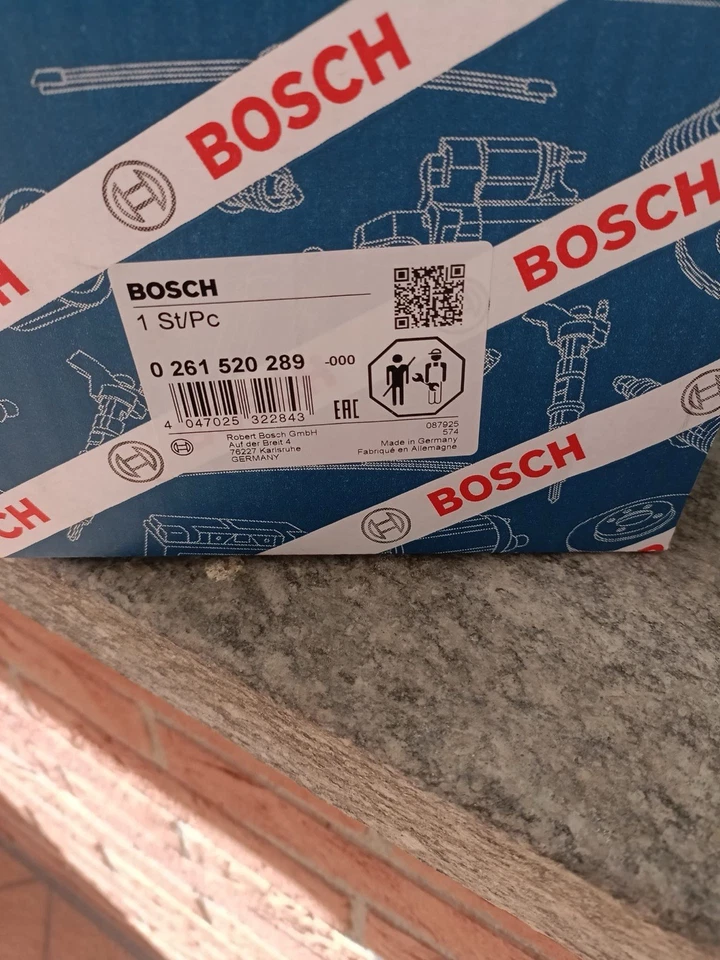 BOSCH
BOSCH
H
BOSCH
1 St/Pc
0 261 520 289 -000
4 047025 322843
EAC
087925
574
Robert Bosch GmbH
Auf der Breit 4
76227 Karlsruhe
GERMANY
Made in Germany
Fabriqué en Allemagne
BOSCH
CH